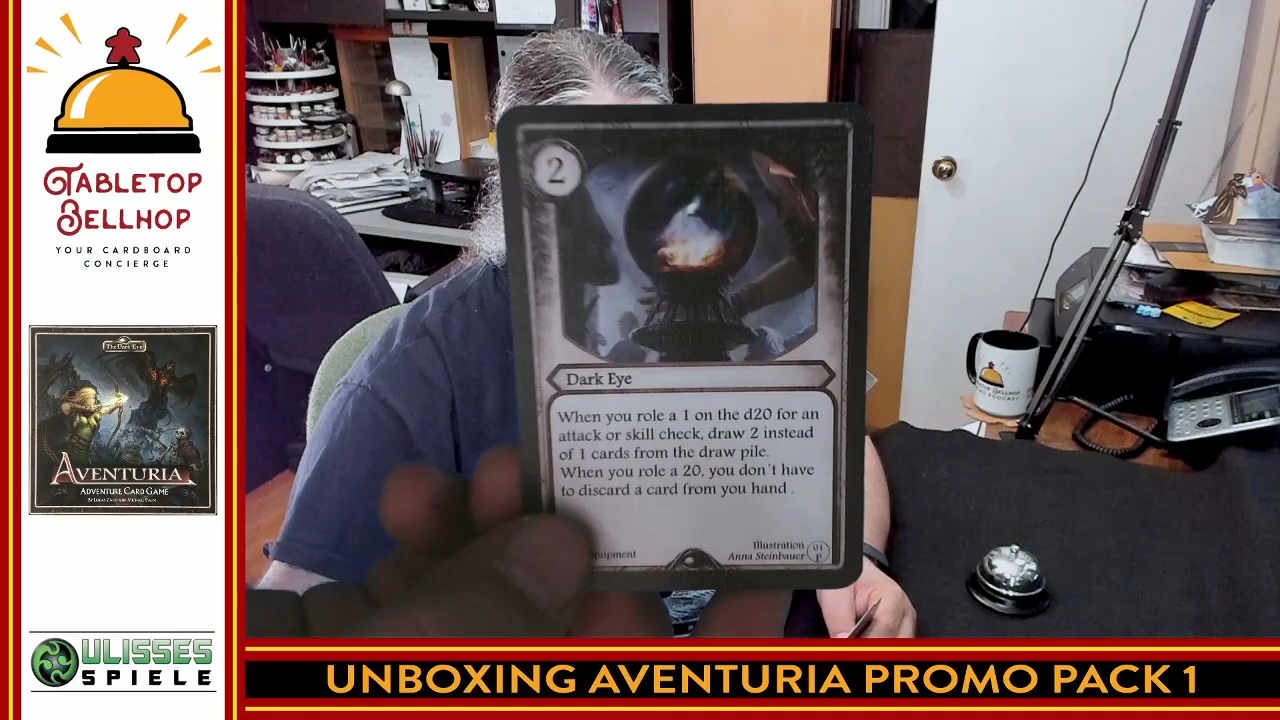 TABLETOP
BELLHOP
YOUR CARDBOARD
CONCIERGE
The Dark Eye
AVENTURIA
ADVENTURE CARD GAME
ULISSES
SPIELE
2
Dark Eye
When you role a 1 on the d20 for an
attack or skill check, draw 2 instead
of 1 cards from the draw pile.
When you role a 20, you don´t have
to discard a card from you hand .
Illustration
Anna Steinbauer
01
P
UNBOXING AVENTURIA PROMO PACK 1